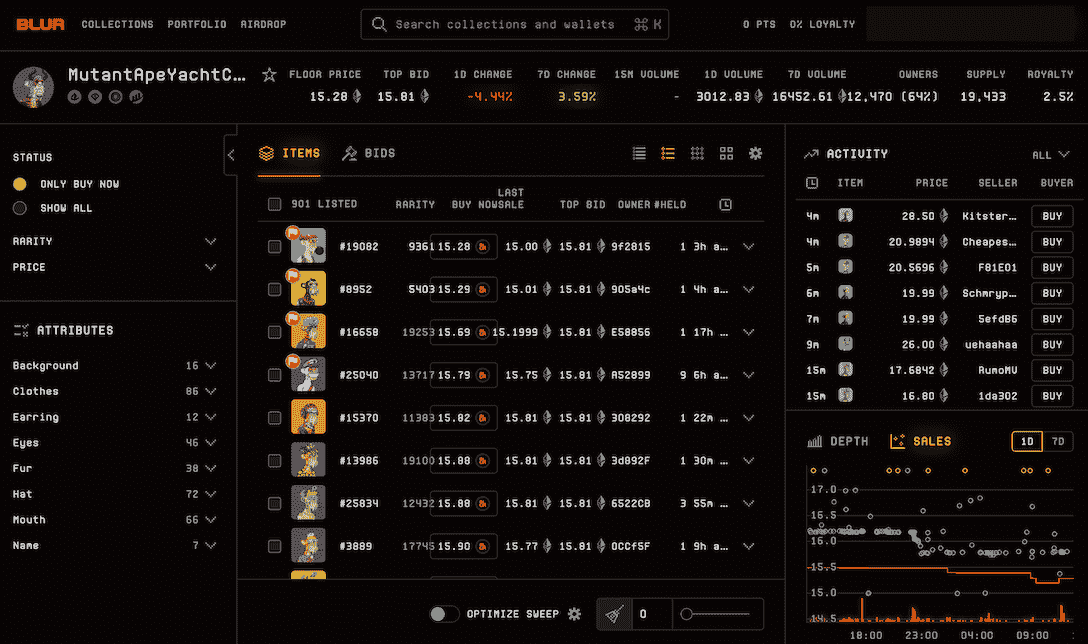 BLUR COLLECTIONS PORTFOLIO AIRDROP Search collections and wallets ⌘ K 0 PTS 0% LOYALTY
MutantApeYachtC... FLOOR PRICE TOP BID 1D CHANGE 7D CHANGE 15M VOLUME 1D VOLUME 7D VOLUME OWNERS SUPPLY ROYALTY
15.28 15.81 -4.44% 3.59% - 3012.83 16452.61 12,470 (64%) 19,433 2.5%
STATUS
ONLY BUY NOW
SHOW ALL
RARITY
PRICE
ATTRIBUTES
Background 16
Clothes 86
Earring 12
Eyes 46
Fur 38
Hat 72
Mouth 66
Name 7
ITEMS BIDS
901 LISTED RARITY BUY NOW LAST SALE TOP BID OWNER #HELD
#19082 9361 15.28 15.00 15.81 9f2815 1 3h a...
#8952 5403 15.29 15.01 15.81 905a4c 1 4h a...
#16658 19253 15.69 15.1999 15.81 E58056 1 17h ...
#25040 13717 15.79 15.75 15.81 A52899 9 6h a...
#15370 11383 15.82 15.81 15.81 308292 1 22m ...
#13986 19100 15.88 15.81 15.81 3d892F 1 30m ...
#25834 12432 15.88 15.81 15.81 6522CB 3 55m ...
#3889 17745 15.90 15.77 15.81 0CCf5F 1 9h a...
OPTIMIZE SWEEP 0
ACTIVITY ALL
ITEM PRICE SELLER BUYER
4m 28.50 Kitster... BUY
4m 20.9894 Cheapes... BUY
5m 20.5696 F81E01 BUY
6m 19.99 Schmryp... BUY
7m 19.99 5efdB6 BUY
9m 26.00 uehaahaa BUY
15m 17.6842 RumoMV BUY
15m 16.80 1da302 BUY
DEPTH SALES 1D 7D
17.0
16.5
16.0
15.5
15.0
14.5
18:00 23:00 04:00 09:00